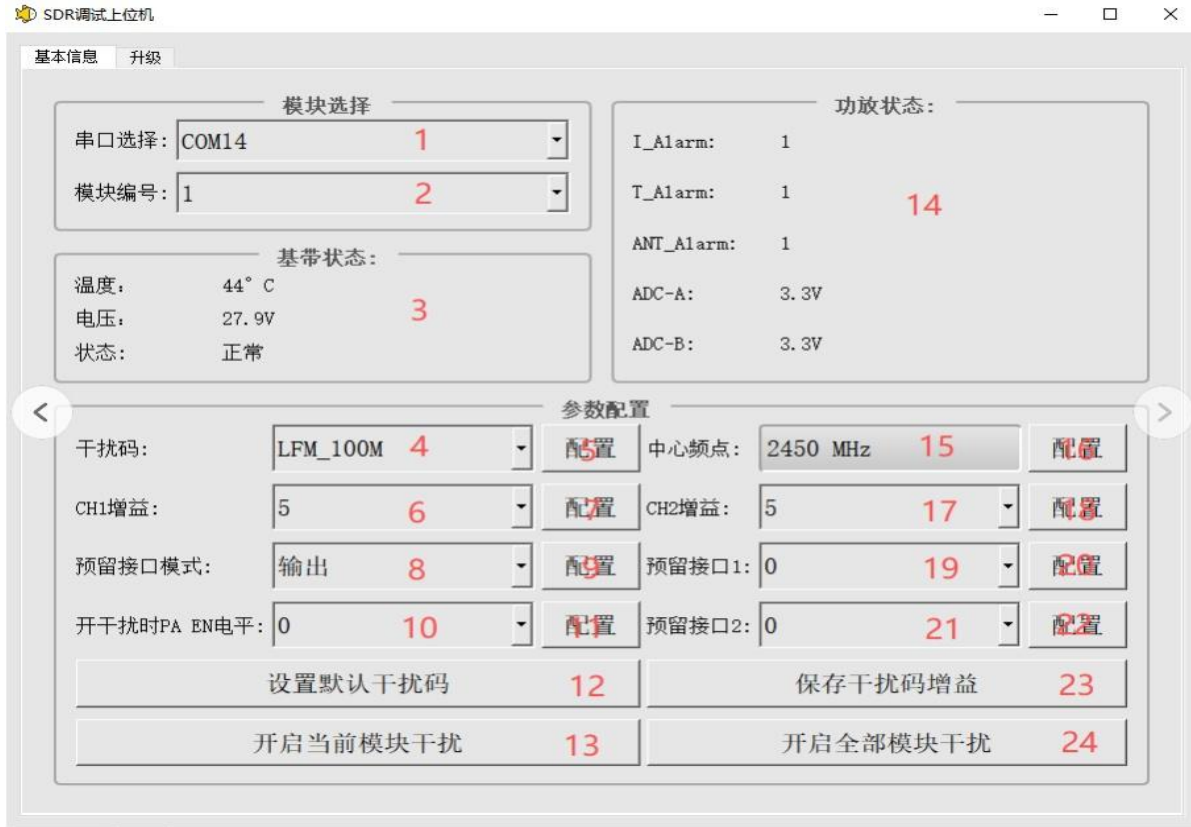 SDR调试上位机
基本信息 升级
模块选择
串口选择: COM14 1
模块编号: 1 2
基带状态:
温度: 44° C
电压: 27.9V 3
状态: 正常
功放状态:
I_Alarm: 1
T_Alarm: 1 14
ANT_Alarm: 1
ADC-A: 3.3V
ADC-B: 3.3V
参数配置
干扰码: LFM_100M 4 配置 5 中心频点: 2450 MHz 15 配置 16
CH1增益: 5 6 配置 7 CH2增益: 5 17 配置 18
预留接口模式: 输出 8 配置 9 预留接口1: 0 19 配置 20
开干扰时PA EN电平: 0 10 配置 11 预留接口2: 0 21 配置 22
设置默认干扰码 12 保存干扰码增益 23
开启当前模块干扰 13 开启全部模块干扰 24